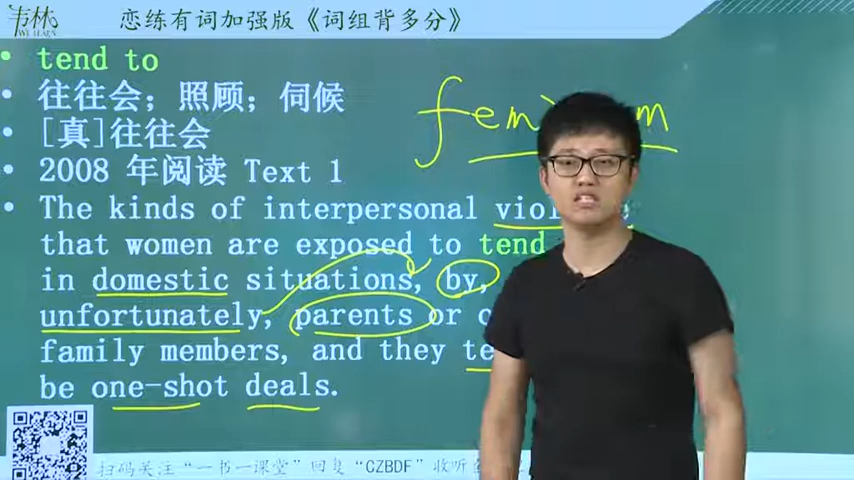 韦林 恋练有词加强版《词组背多分》
WE LEARN
tend to
往往会；照顾；伺候
[真]往往会
2008 年阅读 Text 1
The kinds of interpersonal
that women are exposed to tend
in domestic situations, by,
unfortunately, parents or
family members, and they
be one-shot deals.
扫码关注“一书一课堂”回复“CZBDF”收听